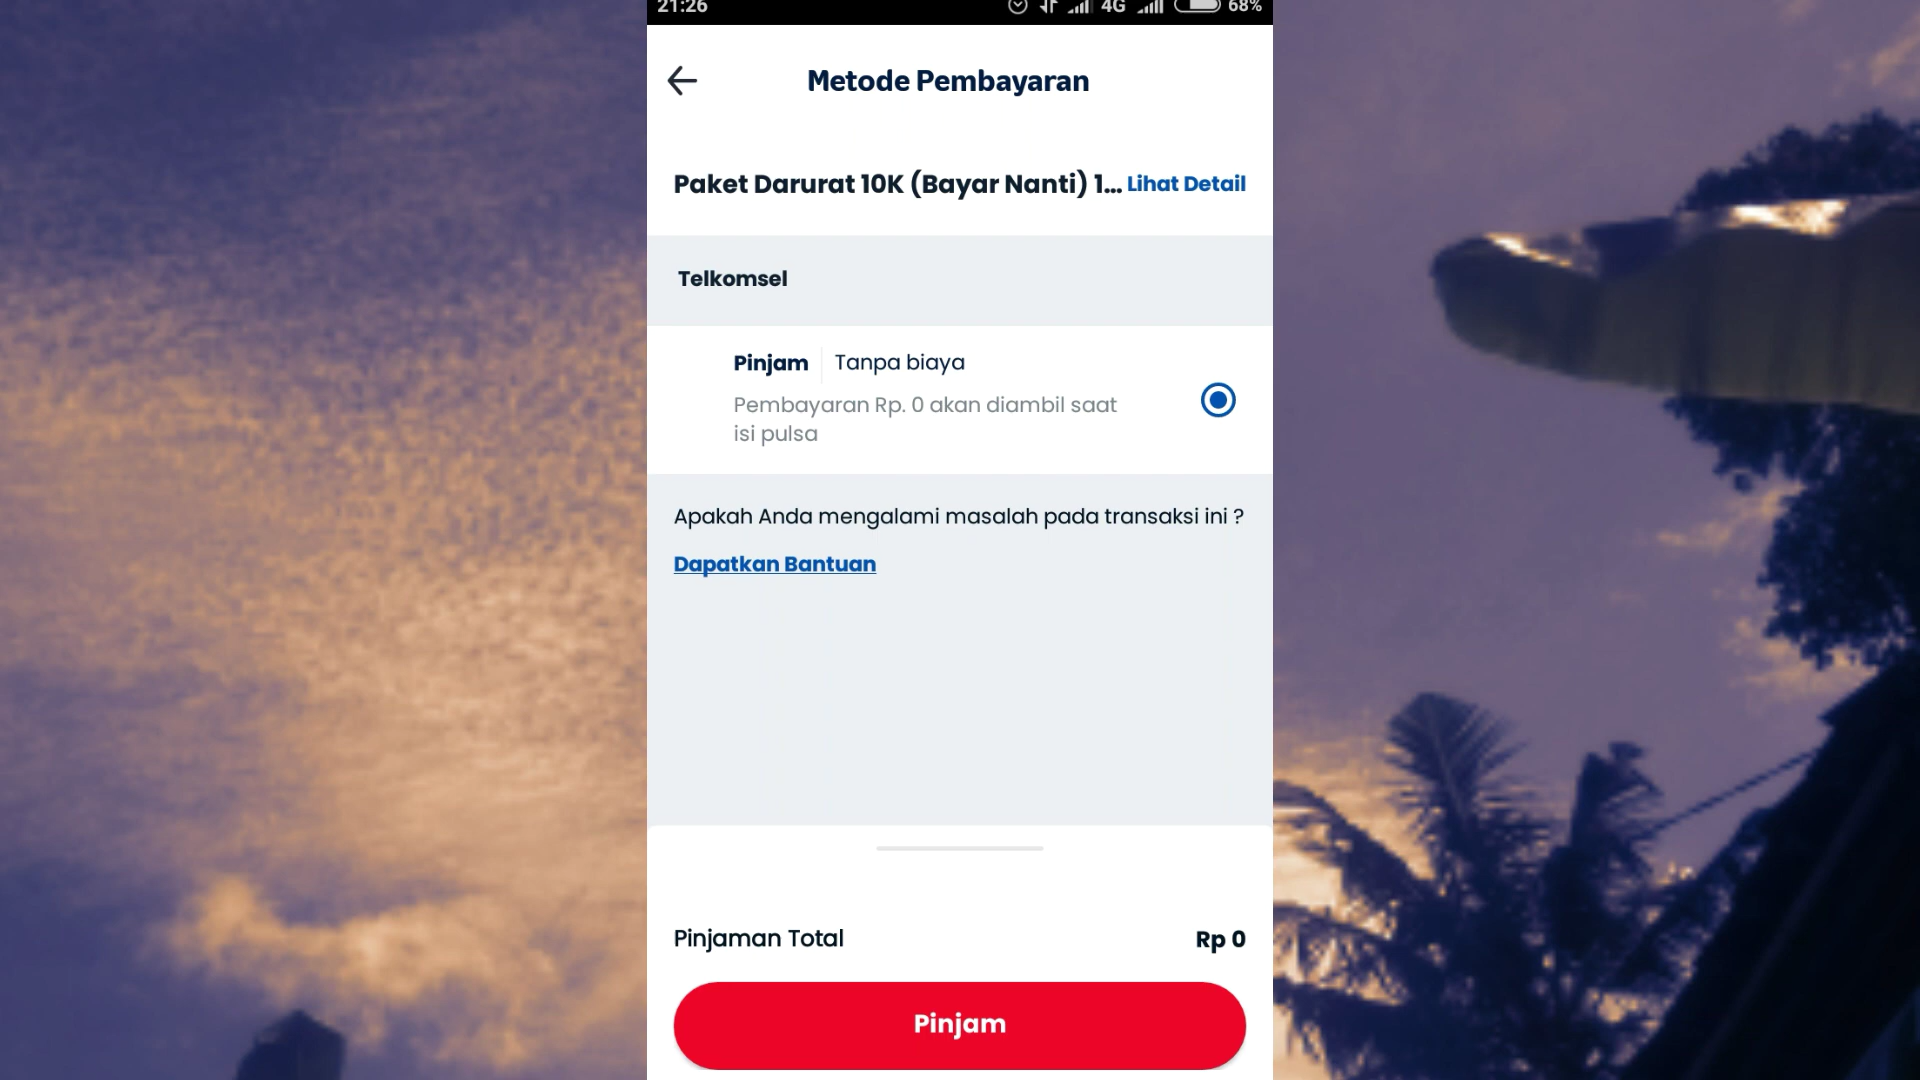 21:26 4G 68%
Metode Pembayaran
Paket Darurat 10K (Bayar Nanti) 1... Lihat Detail
Telkomsel
Pinjam Tanpa biaya
Pembayaran Rp. 0 akan diambil saat
isi pulsa
Apakah Anda mengalami masalah pada transaksi ini ?
Dapatkan Bantuan
Pinjaman Total Rp 0
Pinjam